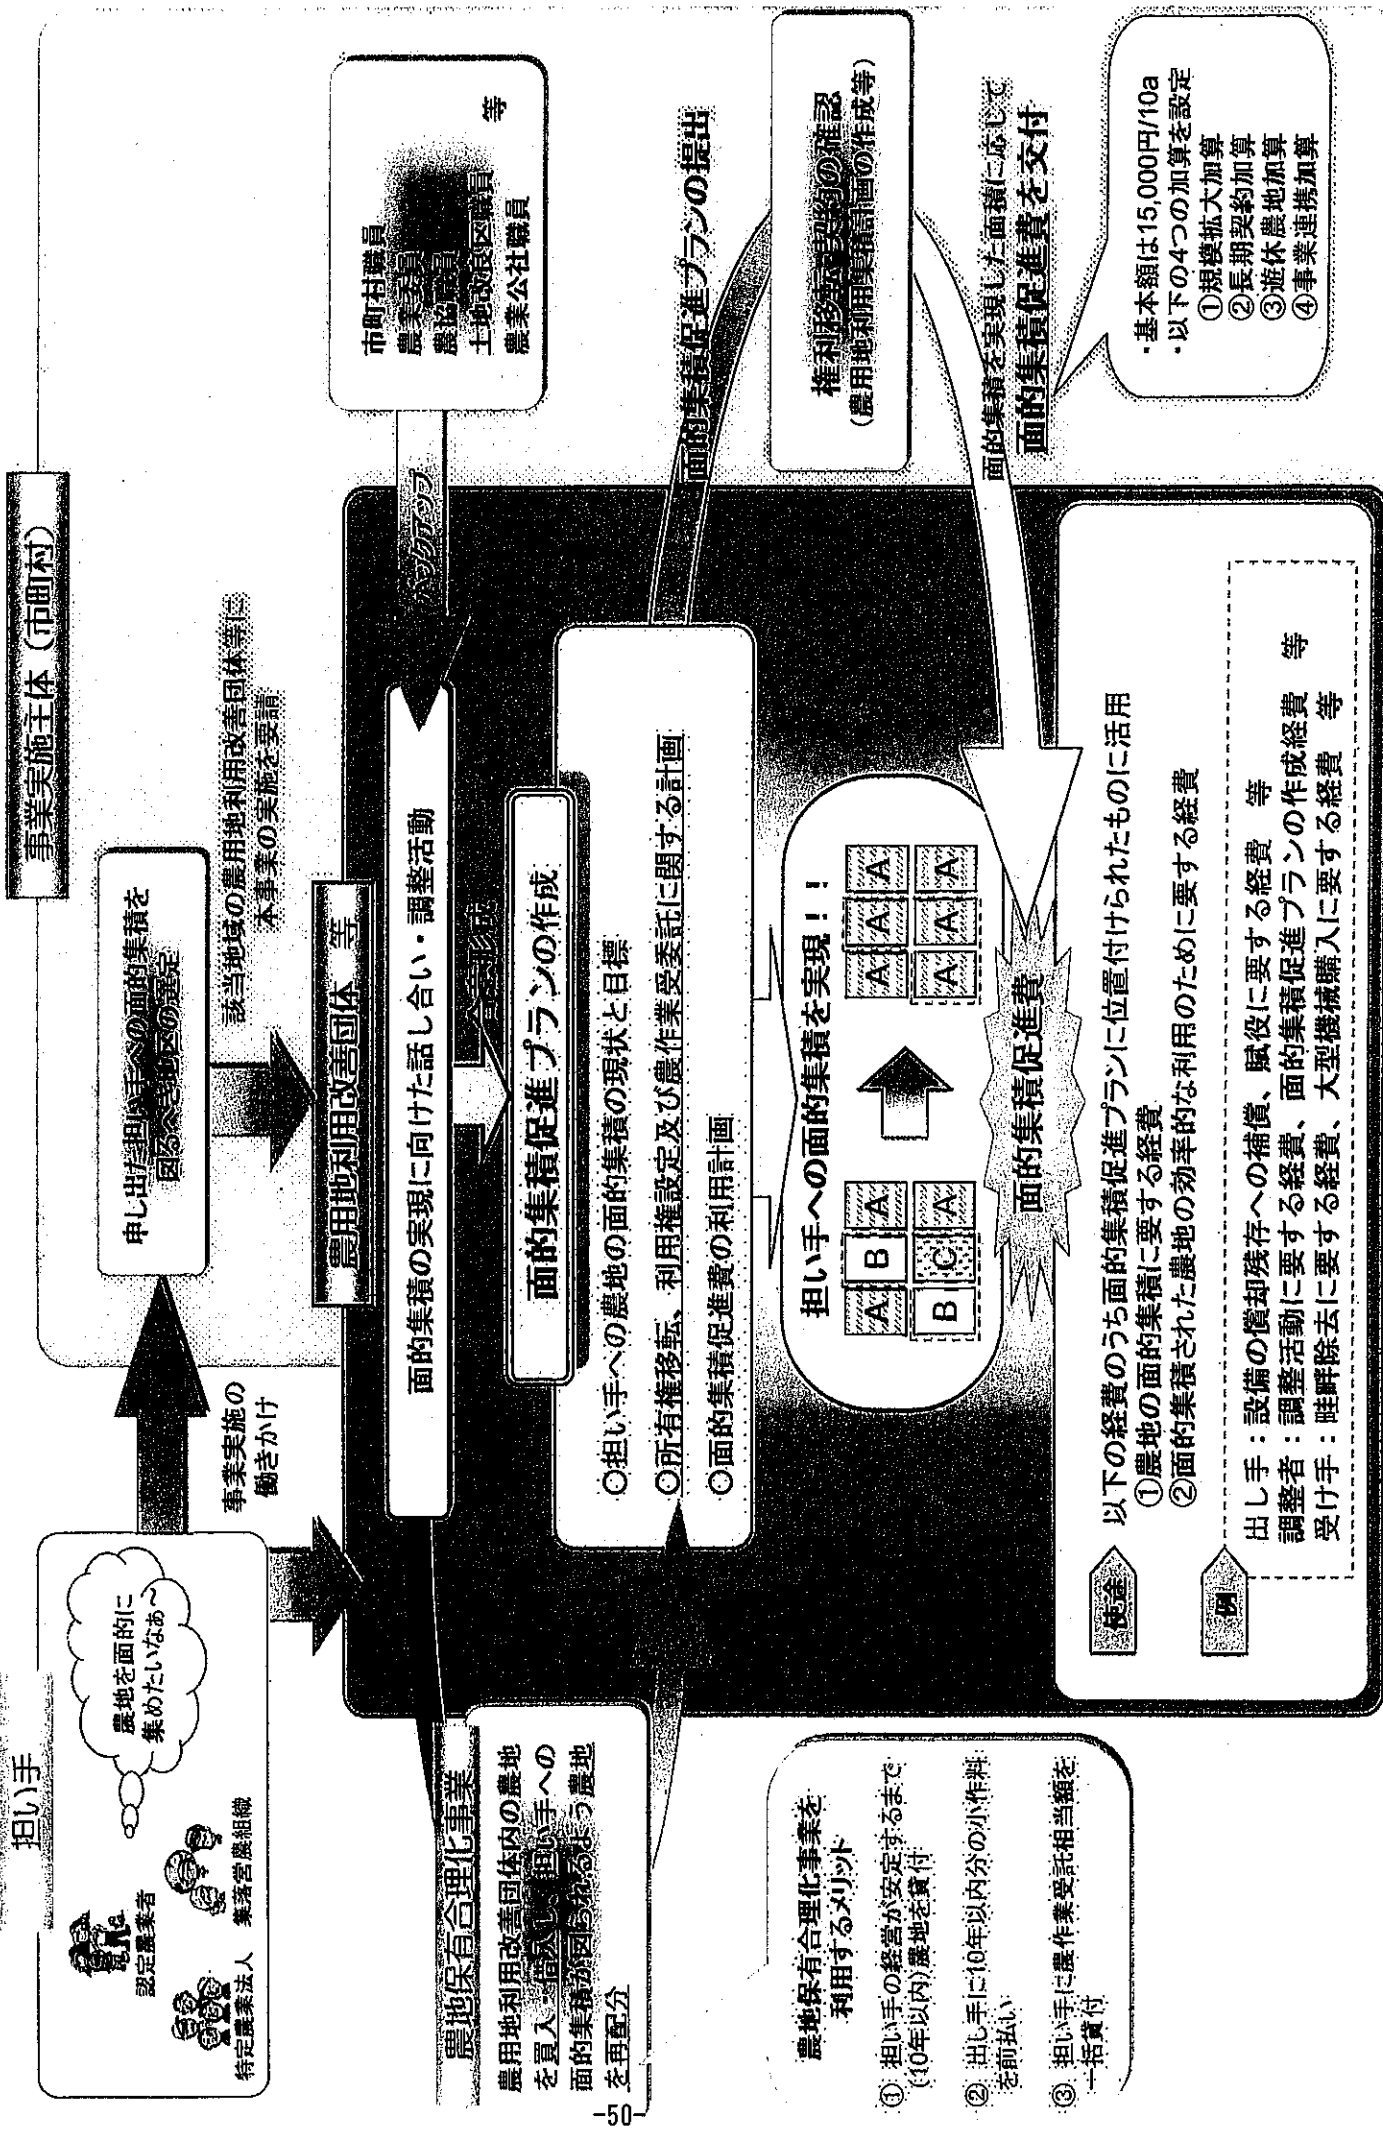 担い手
農地を面的に
集めたいなぁ～
認定農業者
特定農業法人　集落営農組織
事業実施の
働きかけ
事業実施主体（市町村）
申し出た担い手への面的集積を
図るべき地区の選定
該当地域の農用地利用改善団体等に
本事業の実施を要請
農用地利用改善団体　等
面的集積の実現に向けた話し合い・調整活動
バックアップ
市町村職員
農業委員
農協職員
土地改良区職員
農業公社職員　等
合意形成
面的集積促進プランの作成
○担い手への農地の面的集積の現状と目標
○所有権移転、利用権設定及び農作業受委託に関する計画
○面的集積促進費の利用計画
面的集積促進プランの提出
権利移転契約の確認
（農用地利用集積計画の作成等）
面的集積を実現した面積に応じて
面的集積促進費を交付
・基本額は15,000円/10a
・以下の4つの加算を設定
①規模拡大加算
②長期契約加算
③遊休農地加算
④事業連携加算
担い手への面的集積を実現！！
A B A
B C A
A A A
A A A
面的集積促進費
使途
以下の経費のうち面的集積促進プランに位置付けられたものに活用
①農地の面的集積に要する経費
②面的集積された農地の効率的な利用のために要する経費
例
出し手：設備の償却残存への補償、賦役に要する経費　等
調整者：調整活動に要する経費、面的集積促進プランの作成経費　等
受け手：畦畔除去に要する経費、大型機械購入に要する経費　等
農地保有合理化事業
農用地利用改善団体内の農地
を買入・借入し、担い手への
面的集積が図られるよう農地
を再配分
農地保有合理化事業を
利用するメリット
① 担い手の経営が安定するまで
(10年以内)農地を貸付
② 出し手に10年以内分の小作料
を前払い
③ 担い手に農作業受託相当額を
一括貸付
-50-